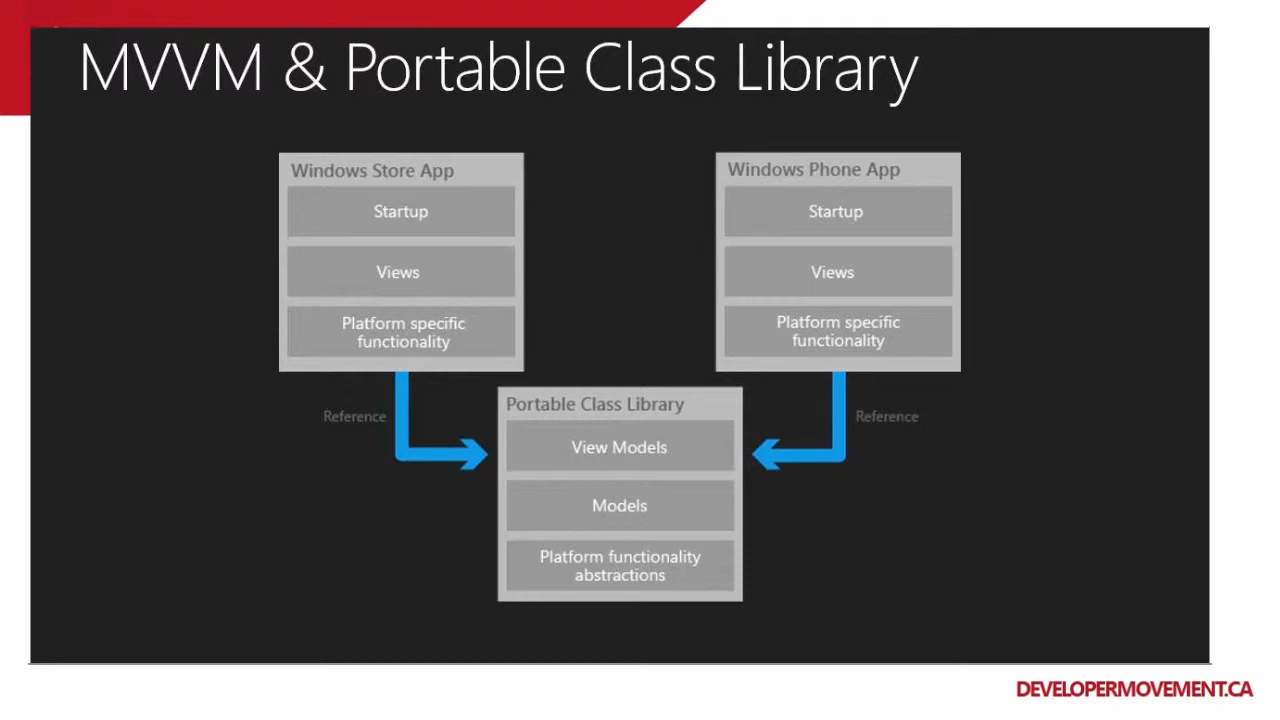 MVVM & Portable Class Library
Windows Store App
Startup
Views
Platform specific
functionality
Windows Phone App
Startup
Views
Platform specific
functionality
Reference
Reference
Portable Class Library
View Models
Models
Platform functionality
abstractions
DEVELOPERMOVEMENT.CA